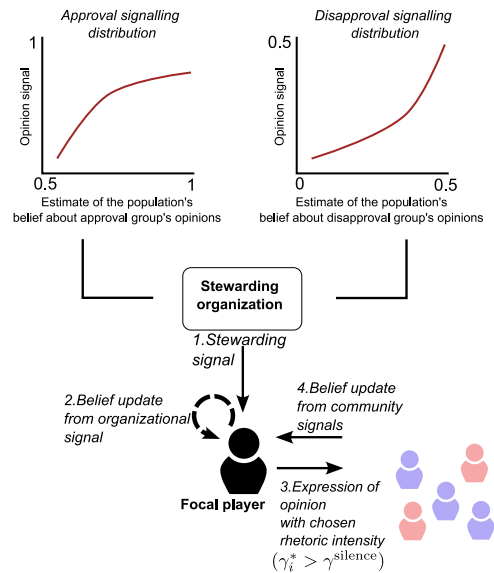 Approval signalling
distribution
1
Opinion signal
0.5
1
Estimate of the population's
belief about approval group's opinions
Disapproval signalling
distribution
0.5
Opinion signal
0
0.5
Estimate of the population's
belief about disapproval group's opinions
Stewarding
organization
1.Stewarding
signal
2.Belief update
from organizational
signal
4.Belief update
from community
signals
Focal player
3.Expression of
opinion
with chosen
rhetoric intensity
(γ_i^* > γ^silence)